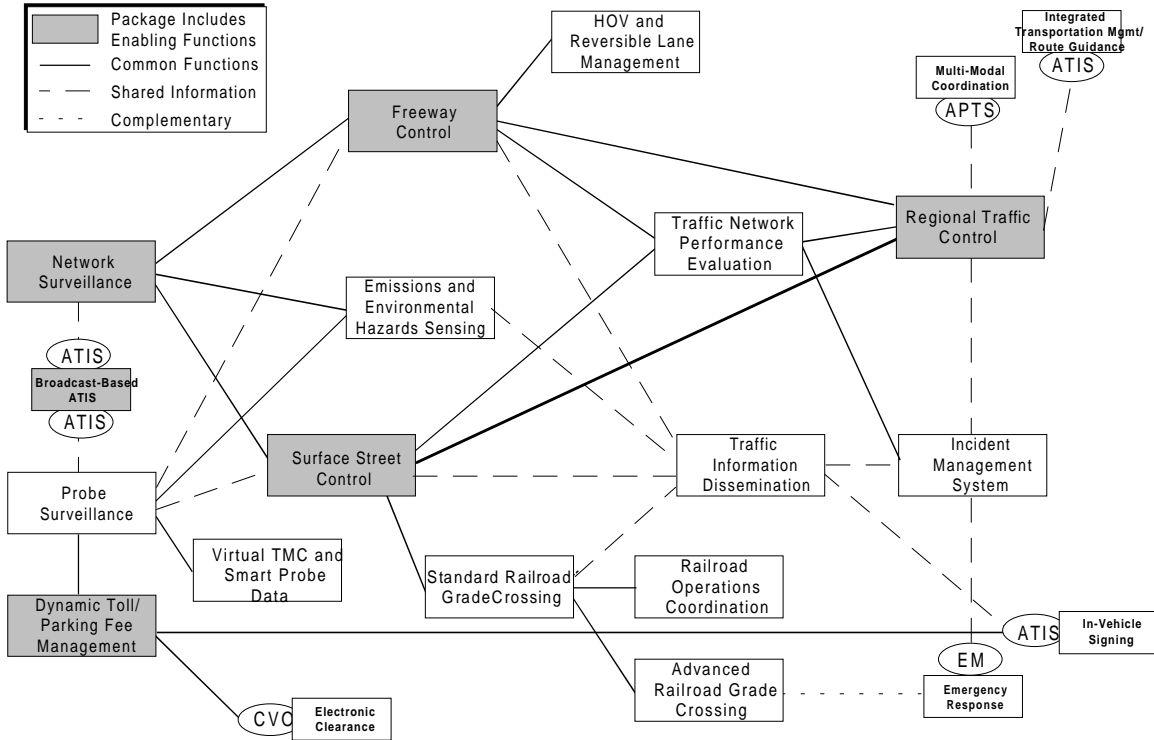 Package Includes
Enabling Functions
Common Functions
Shared Information
Complementary
HOV and
Reversible Lane
Management
Integrated
Transportation Mgmt/
Route Guidance
ATIS
Multi-Modal
Coordination
APTS
Freeway
Control
Regional Traffic
Control
Traffic Network
Performance
Evaluation
Network
Surveillance
Emissions and
Environmental
Hazards Sensing
ATIS
Broadcast-Based
ATIS
ATIS
Surface Street
Control
Traffic
Information
Dissemination
Incident
Management
System
Probe
Surveillance
Virtual TMC and
Smart Probe
Data
Standard Railroad
GradeCrossing
Railroad
Operations
Coordination
Dynamic Toll/
Parking Fee
Management
ATIS
In-Vehicle
Signing
EM
Emergency
Response
Advanced
Railroad Grade
Crossing
CVO
Electronic
Clearance